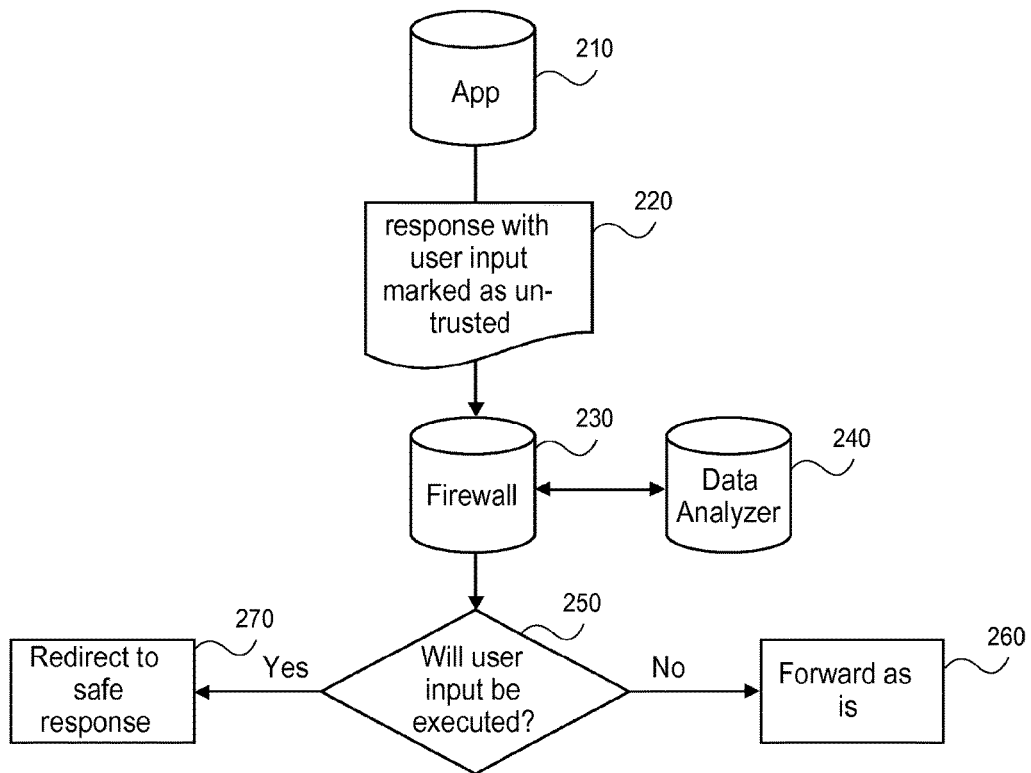 App
210
response with
user input
marked as un-
trusted
220
Firewall
230
Data
Analyzer
240
Will user
input be
executed?
250
Yes
No
Redirect to
safe
response
270
Forward as
is
260